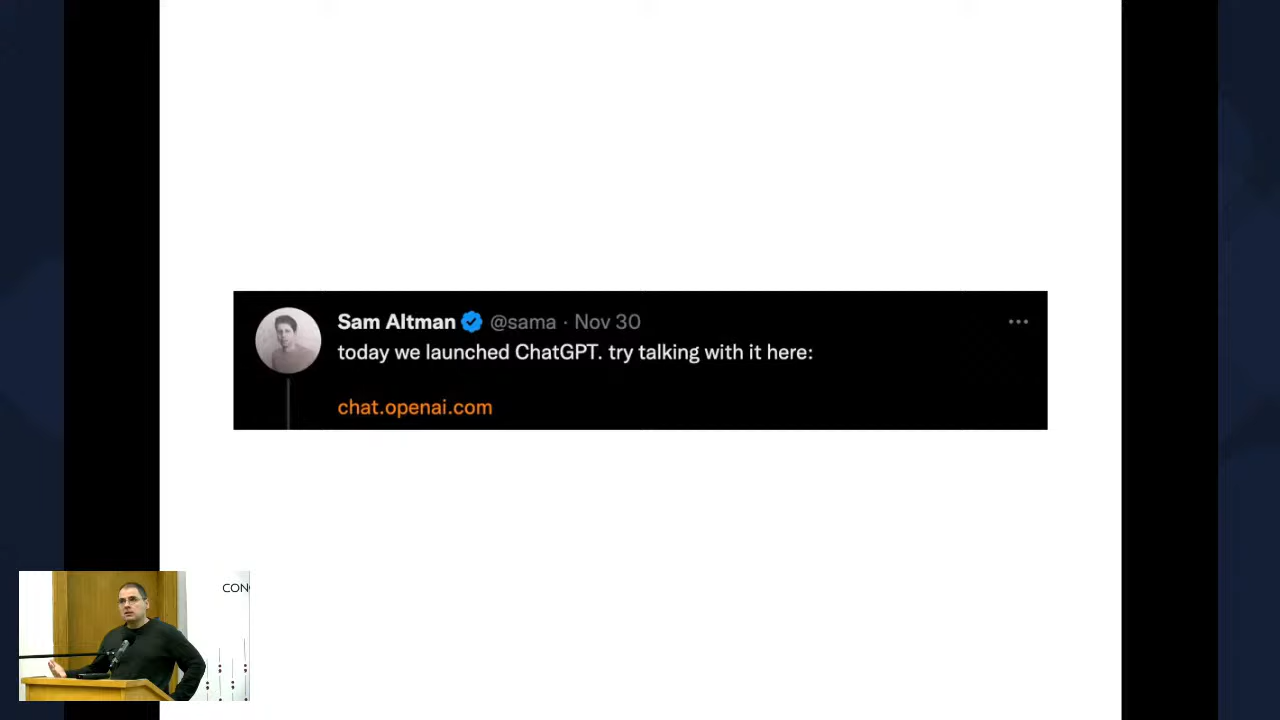 Sam Altman @sama · Nov 30
today we launched ChatGPT. try talking with it here:
chat.openai.com
CON